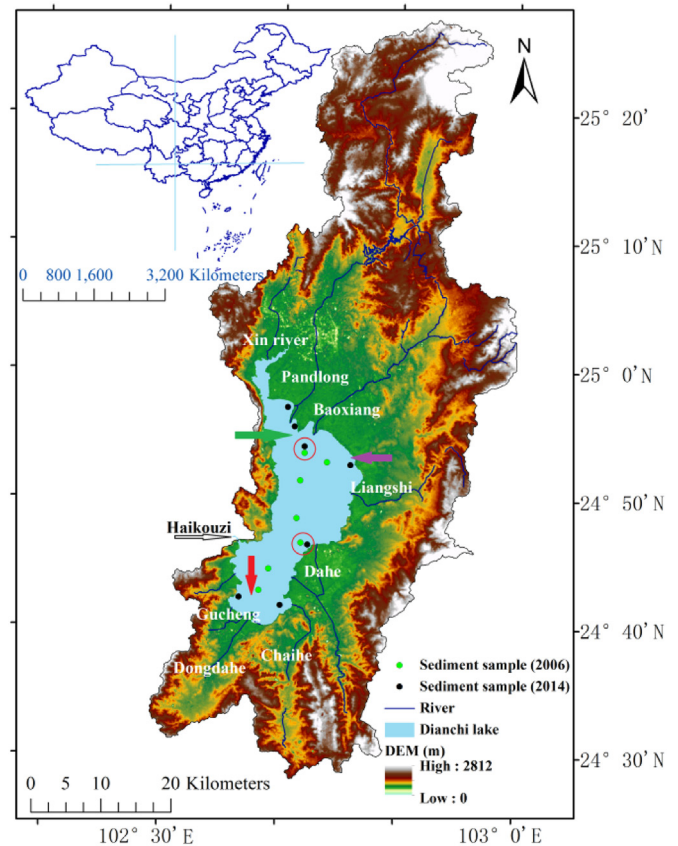 N
25° 20'
25° 10'
0 800 1,600 3,200 Kilometers
Xin river
25° 0'
Pandlong
Baoxiang
Liangshi
24° 50'
Haikouzi
Dahe
Gucheng
24° 40'
Chaihe
Dongdahe
Sediment sample (2006)
Sediment sample (2014)
River
Dianchi lake
DEM (m)
High : 2812
Low : 0
24° 30'
0 5 10 20 Kilometers
102° 30'E
103° 0'E